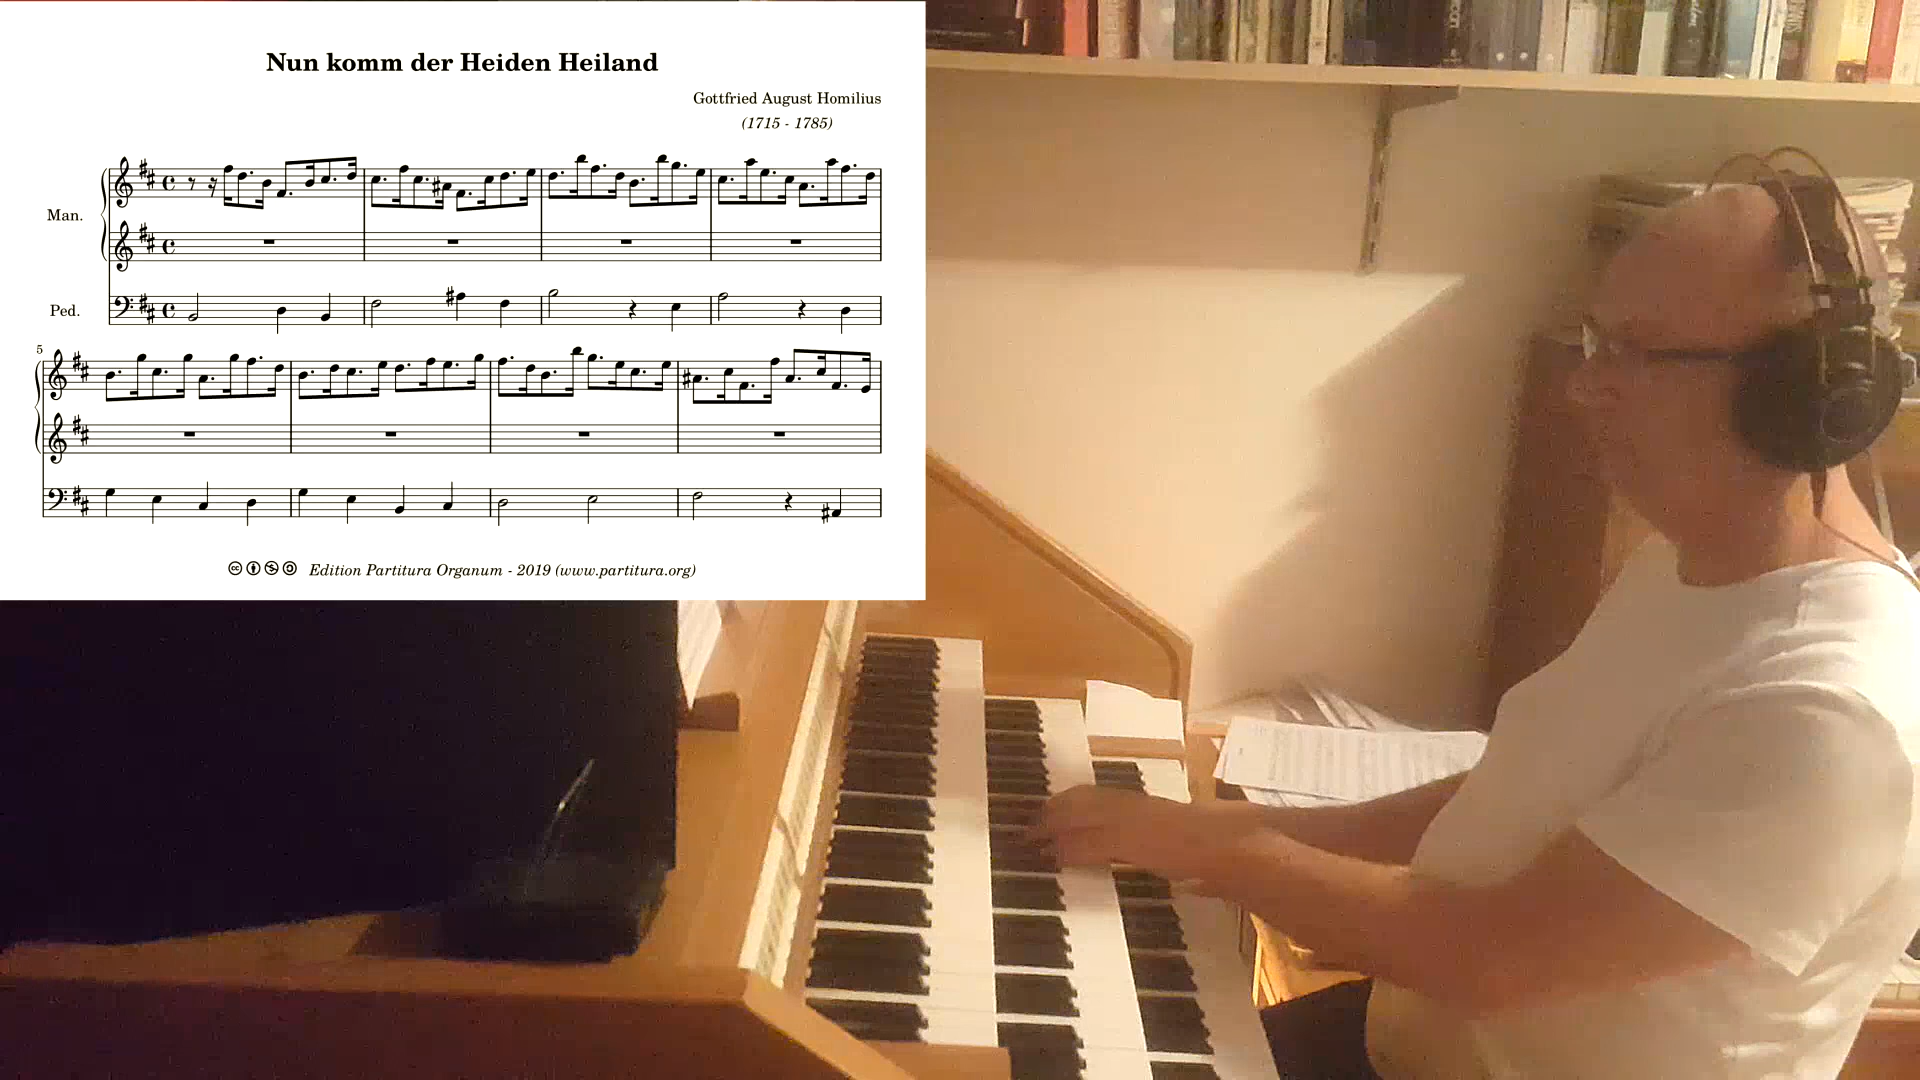 Nun komm der Heiden Heiland
Gottfried August Homilius
(1715 - 1785)
Man.
Ped.
5
Edition Partitura Organum - 2019 (www.partitura.org)